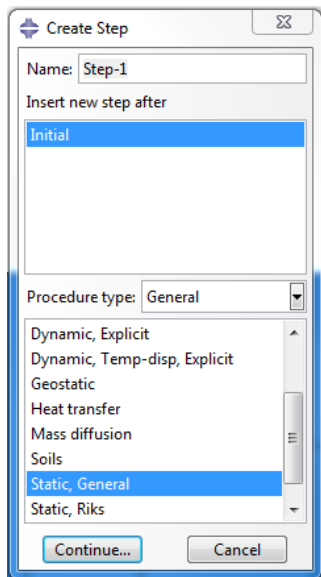 Create Step
Name: Step-1
Insert new step after
Initial
Procedure type: General
Dynamic, Explicit
Dynamic, Temp-disp, Explicit
Geostatic
Heat transfer
Mass diffusion
Soils
Static, General
Static, Riks
Continue... Cancel